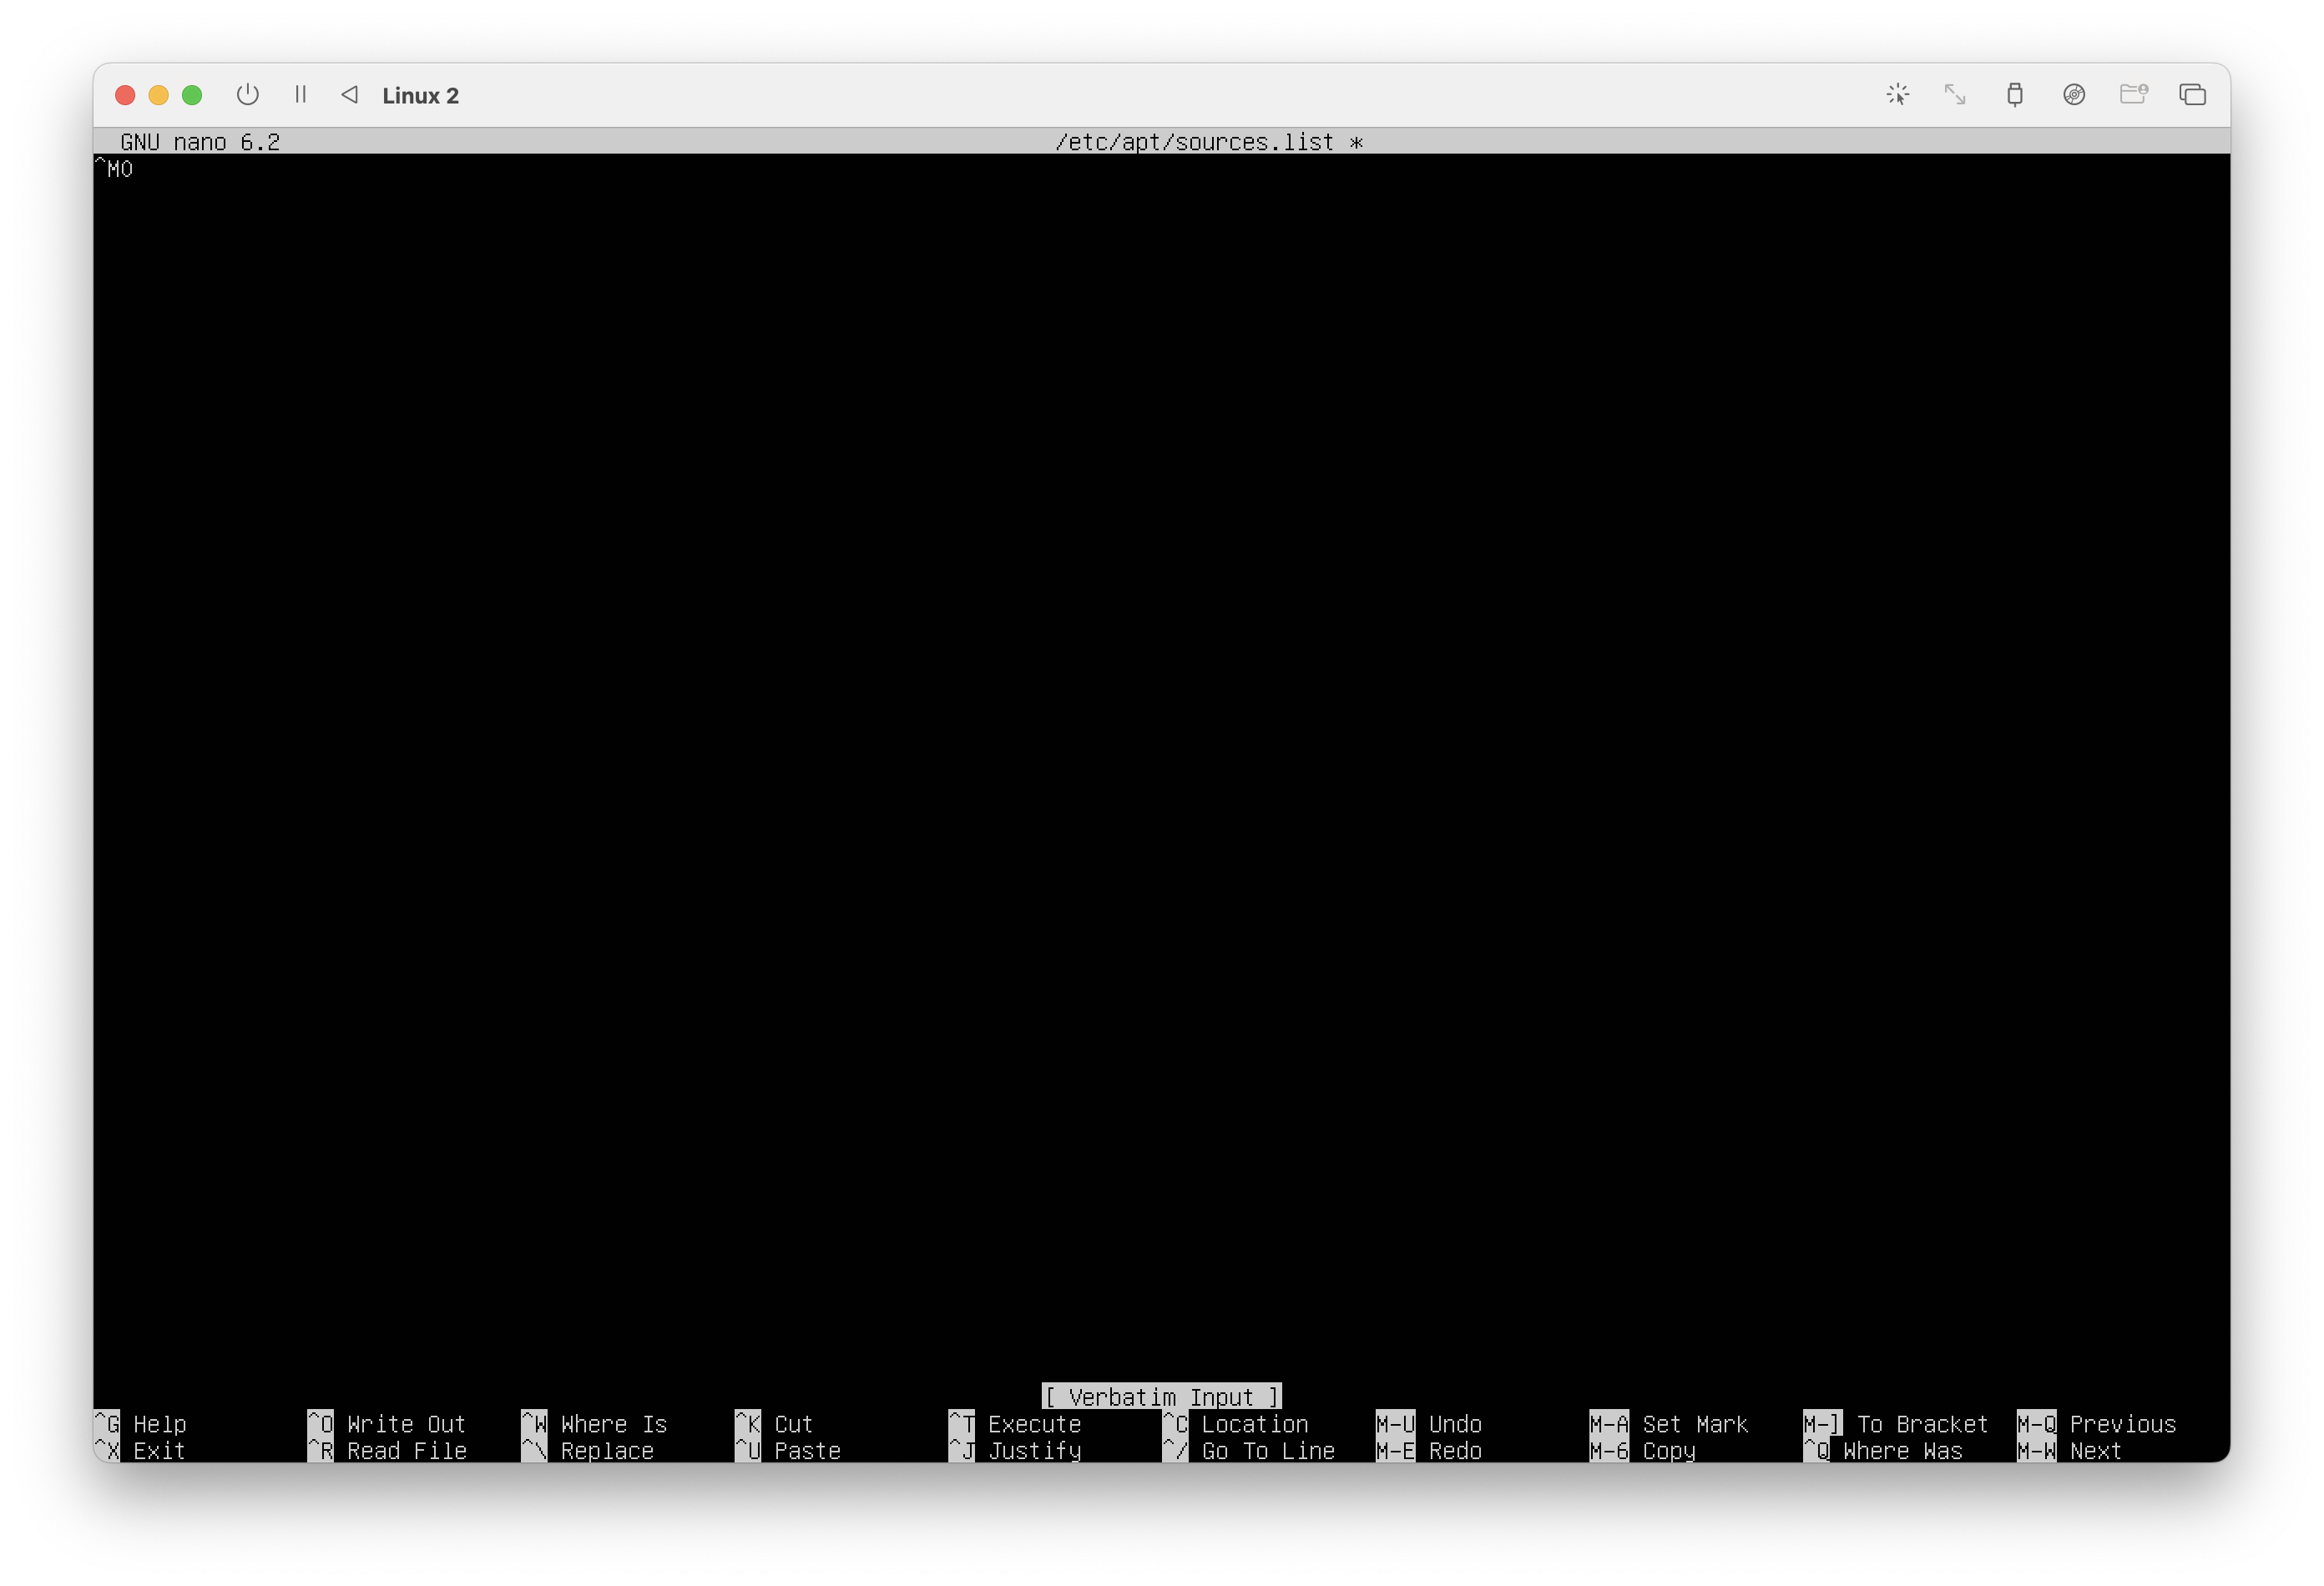 Linux 2
GNU nano 6.2 /etc/apt/sources.list *
^MO
[ Verbatim Input ]
^G Help ^O Write Out ^W Where Is ^K Cut ^T Execute ^C Location M-U Undo M-A Set Mark M-] To Bracket M-Q Previous
^X Exit ^R Read File ^\ Replace ^U Paste ^J Justify ^/ Go To Line M-E Redo M-6 Copy ^Q Where Was M-W Next